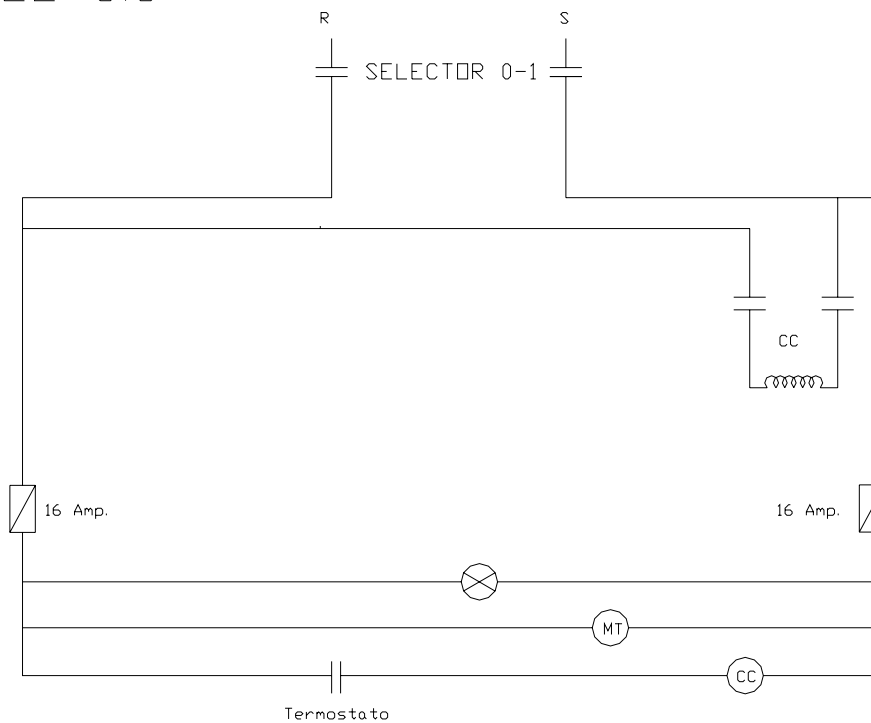 R
S
SELECTOR 0-1
CC
16 Amp.
16 Amp.
MT
CC
Termostato